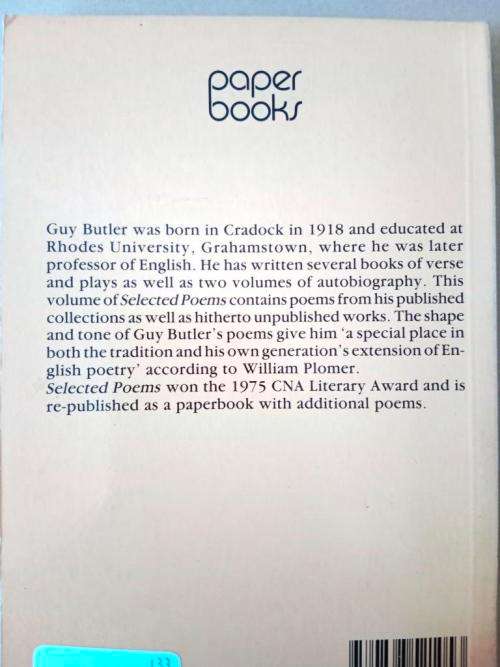 paper
books
Guy Butler was born in Cradock in 1918 and educated at
Rhodes University, Grahamstown, where he was later
professor of English. He has written several books of verse
and plays as well as two volumes of autobiography. This
volume of Selected Poems contains poems from his published
collections as well as hitherto unpublished works. The shape
and tone of Guy Butler's poems give him 'a special place in
both the tradition and his own generation's extension of En-
glish poetry' according to William Plomer.
Selected Poems won the 1975 CNA Literary Award and is
re-published as a paperbook with additional poems.